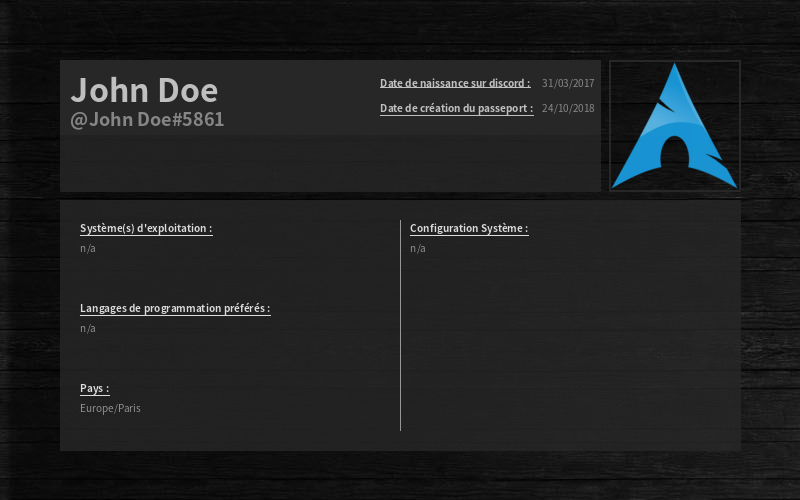 John Doe
@John Doe#5861
Date de naissance sur discord : 31/03/2017
Date de création du passeport : 24/10/2018
Système(s) d'exploitation :
n/a
Langages de programmation préférés :
n/a
Pays :
Europe/Paris
Configuration Système :
n/a